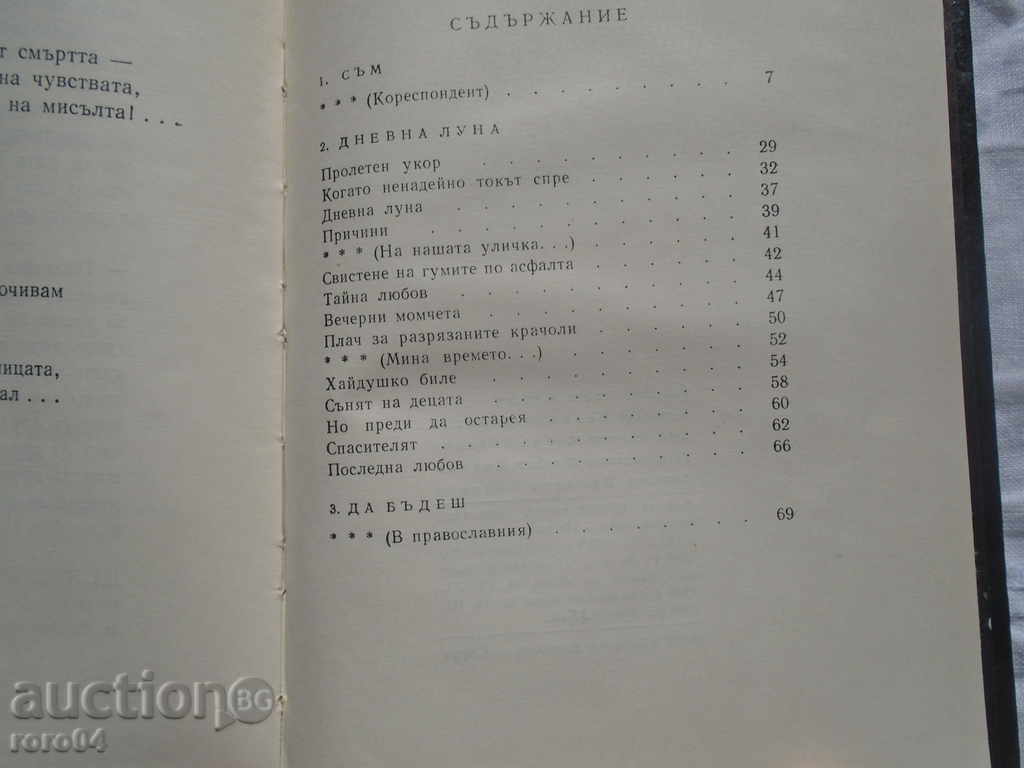 т смъртта —
на чувствата,
на мисълта! . . .
очивам
ницата,
ал . . .
СЪДЪРЖАНИЕ
1. СЪМ
* * * (Кореспондент) . . . . . . . . . 7
2. ДНЕВНА ЛУНА
Пролетен укор . . . . . . . . . . 29
Когато ненадейно токът спре . . . . . . 32
Дневна луна . . . . . . . . . . . 37
Причини . . . . . . . . . . . . 39
* * * (На нашата уличка. . .) . . . . . . 41
Свистене на гумите по асфалта . . . . . . 42
Тайна любов . . . . . . . . . . . 44
Вечерни момчета . . . . . . . . . . 47
Плач за разрязаните крачоли . . . . . . 50
* * * (Мина времето. . .) . . . . . . . 52
Хайдушко биле . . . . . . . . . . 54
Сънят на децата . . . . . . . . . . 58
Но преди да остарея . . . . . . . . 60
Спасителят . . . . . . . . . . . 62
Последна любов . . . . . . . . . . 66
3. ДА БЪДЕШ
* * * (В православния) . . . . . . . . 69
auction BG
roro04